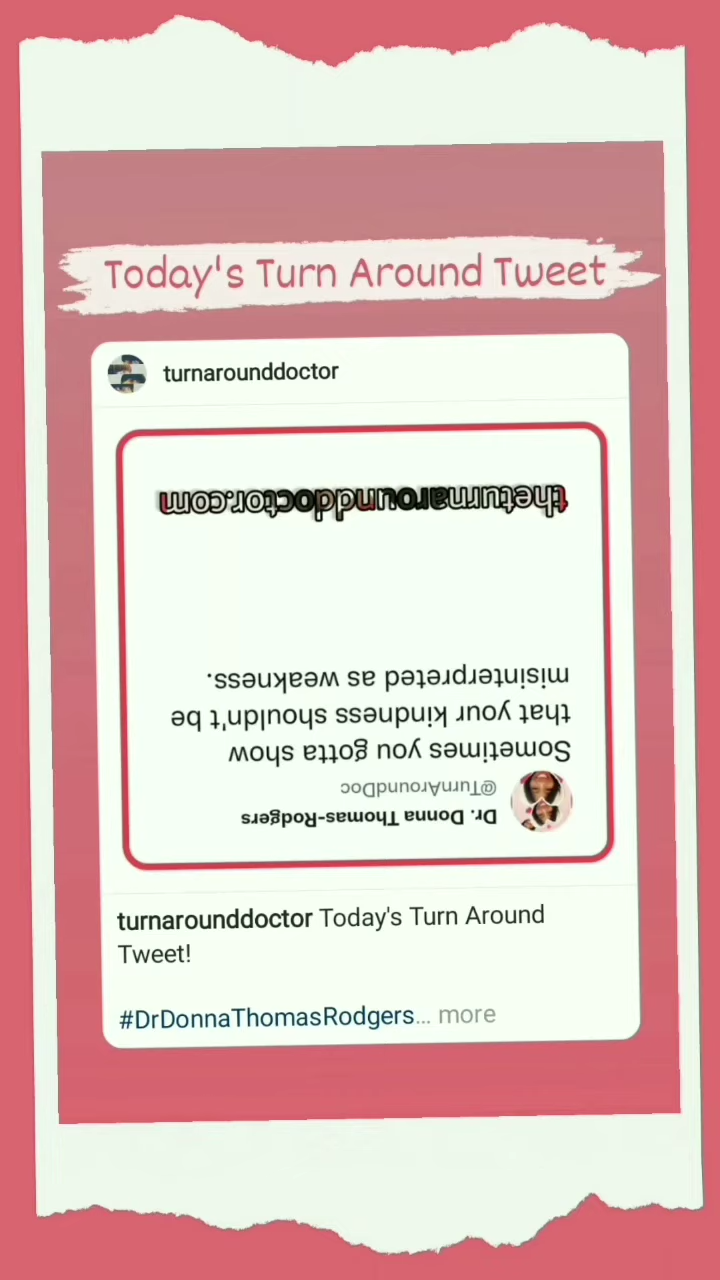 Today's Turn Around Tweet
turnarounddoctor
Dr. Donna Thomas-Rodgers
@TurnAroundDoc
Sometimes you gotta show
that your kindness shouldn't be
misinterpreted as weakness.
theturnarounddoctor.com
turnarounddoctor Today's Turn Around
Tweet!
#DrDonnaThomasRodgers... more